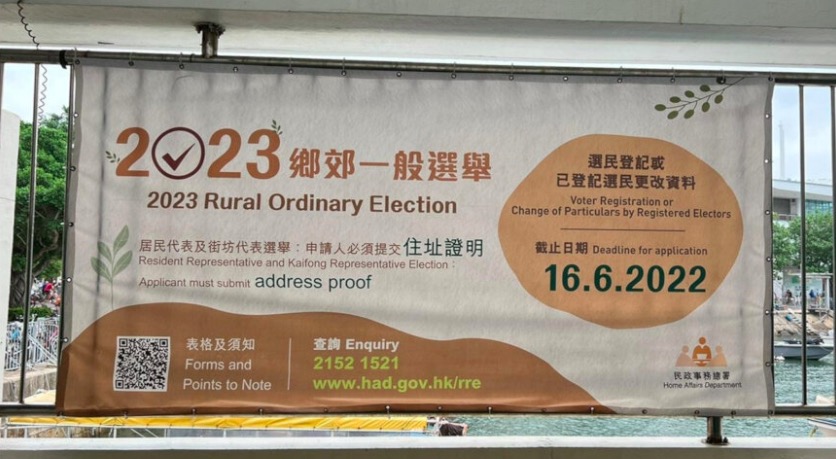 2023 鄉郊一般選舉
2023 Rural Ordinary Election
居民代表及街坊代表選舉：申請人必須提交住址證明
Resident Representative and Kaifong Representative Election：
Applicant must submit address proof
選民登記或
已登記選民更改資料
Voter Registration or
Change of Particulars by Registered Electors
截止日期 Deadline for application
16.6.2022
表格及須知
Forms and
Points to Note
查詢 Enquiry
2152 1521
www.had.gov.hk/rre
民政事務總署
Home Affairs Department